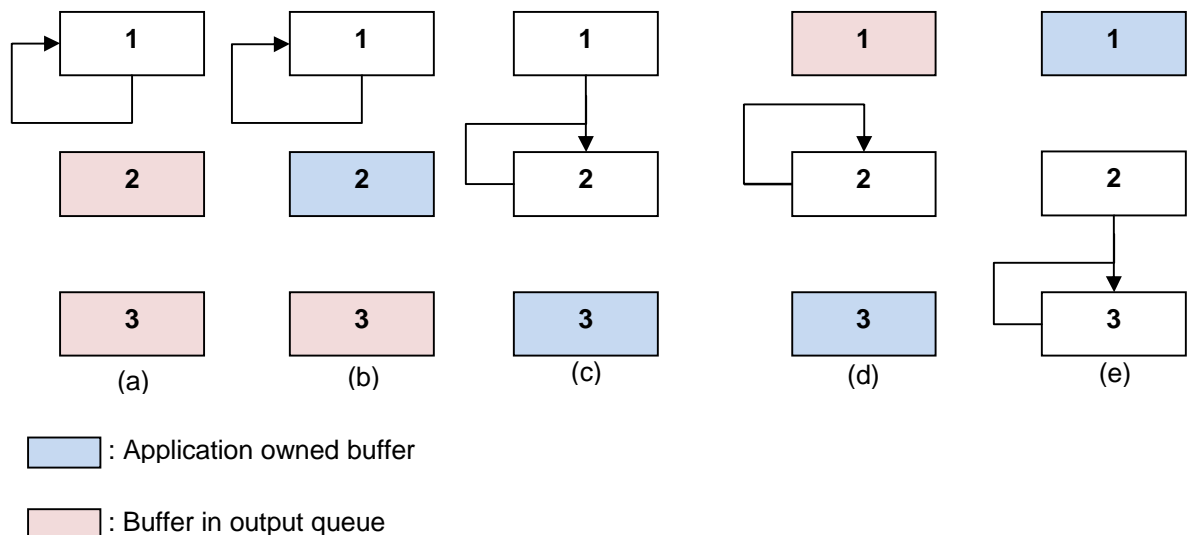 1 1 1 1 1
2 2 2 2 2
3 3 3 3 3
(a) (b) (c) (d) (e)
: Application owned buffer
: Buffer in output queue